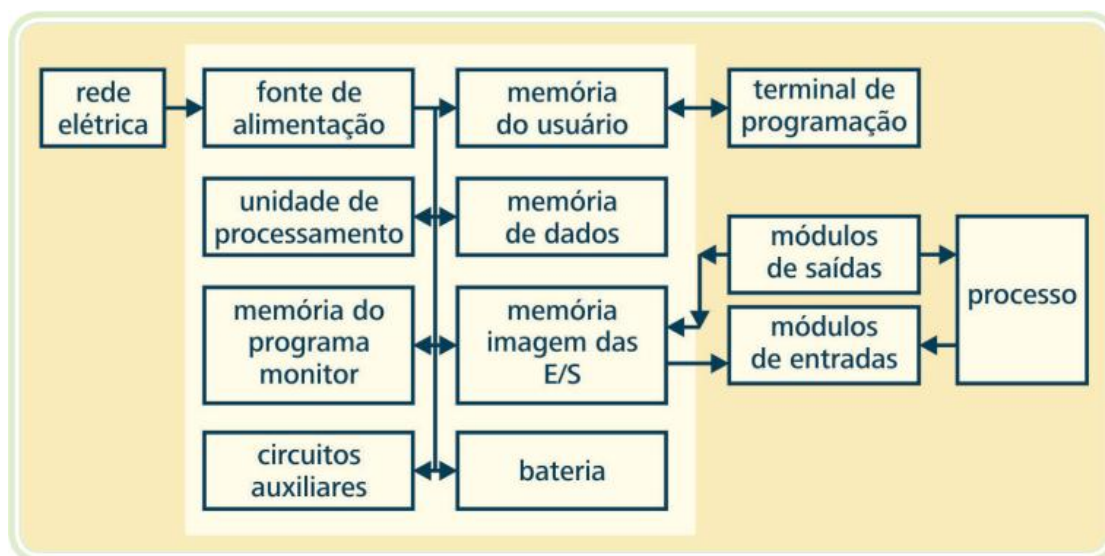 rede
elétrica
fonte de
alimentação
memória
do usuário
terminal de
programação
unidade de
processamento
memória
de dados
módulos
de saídas
processo
memória do
programa
monitor
memória
imagem das
E/S
módulos
de entradas
circuitos
auxiliares
bateria